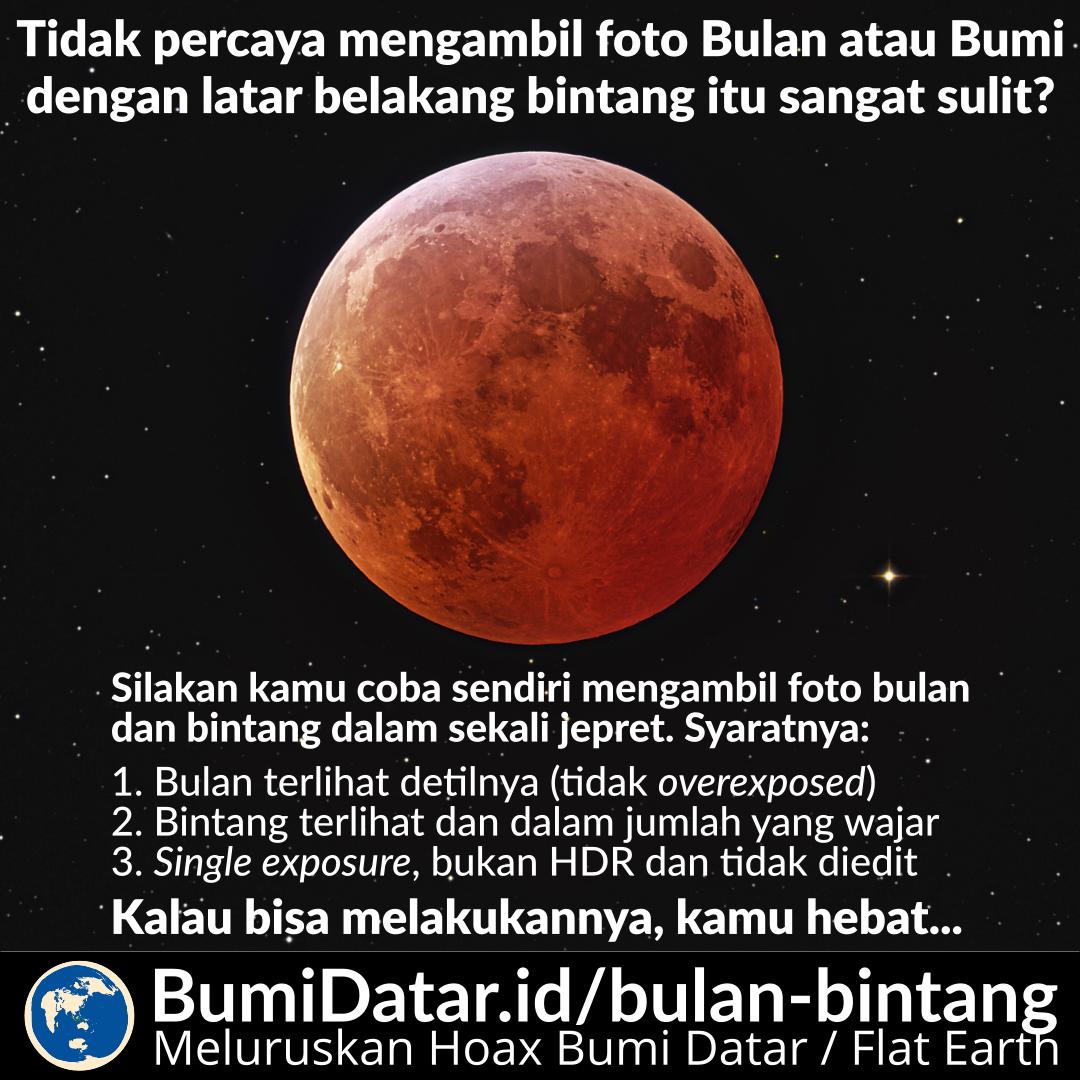 Tidak percaya mengambil foto Bulan atau Bumi
dengan latar belakang bintang itu sangat sulit?
Silakan kamu coba sendiri mengambil foto bulan
dan bintang dalam sekali jepret. Syaratnya:
1. Bulan terlihat detilnya (tidak overexposed)
2. Bintang terlihat dan dalam jumlah yang wajar
3. Single exposure, bukan HDR dan tidak diedit
Kalau bisa melakukannya, kamu hebat...
BumiDatar.id/bulan-bintang
Meluruskan Hoax Bumi Datar / Flat Earth